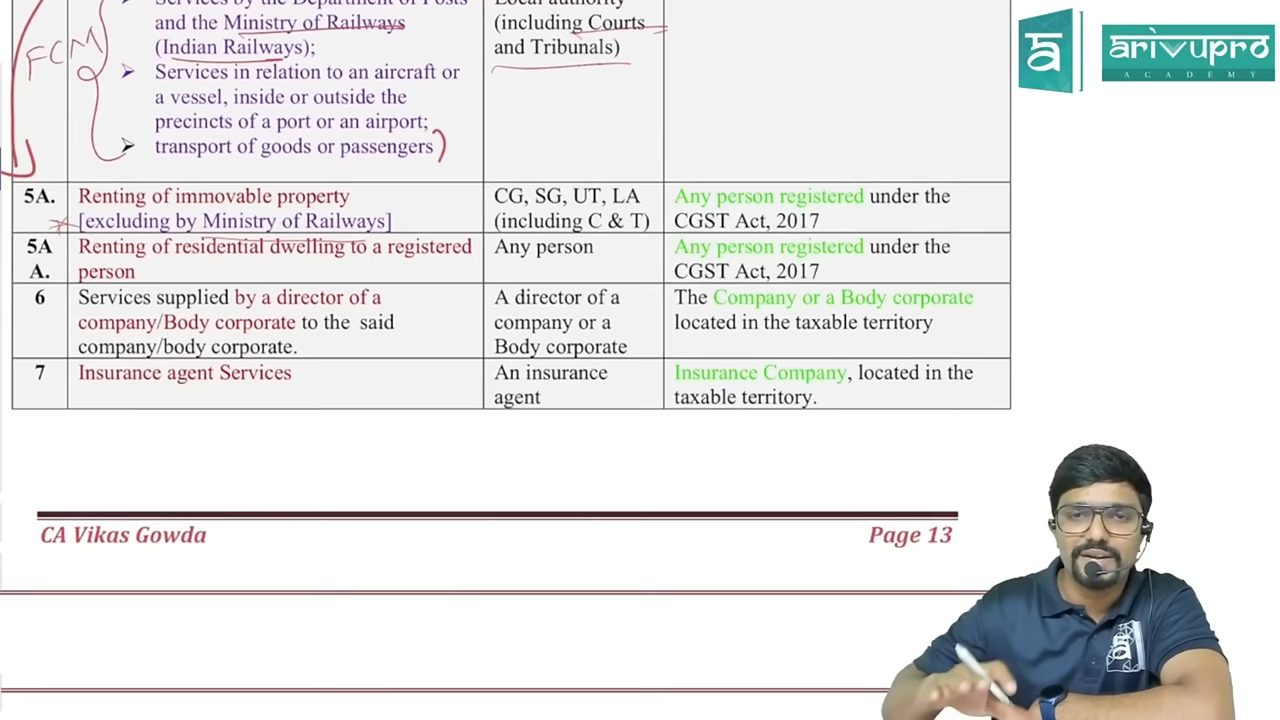 Services by the Department of Posts
and the Ministry of Railways
(Indian Railways);
Services in relation to an aircraft or
a vessel, inside or outside the
precincts of a port or an airport;
transport of goods or passengers)
Local authority
(including Courts
and Tribunals)
FCM
5A.
Renting of immovable property
[excluding by Ministry of Railways]
CG, SG, UT, LA
(including C & T)
Any person registered under the
CGST Act, 2017
5A
A.
Renting of residential dwelling to a registered
person
Any person
Any person registered under the
CGST Act, 2017
6
Services supplied by a director of a
company/Body corporate to the said
company/body corporate.
A director of a
company or a
Body corporate
The Company or a Body corporate
located in the taxable territory
7
Insurance agent Services
An insurance
agent
Insurance Company, located in the
taxable territory.
CA Vikas Gowda
Page 13
arivupro
ACADEMY